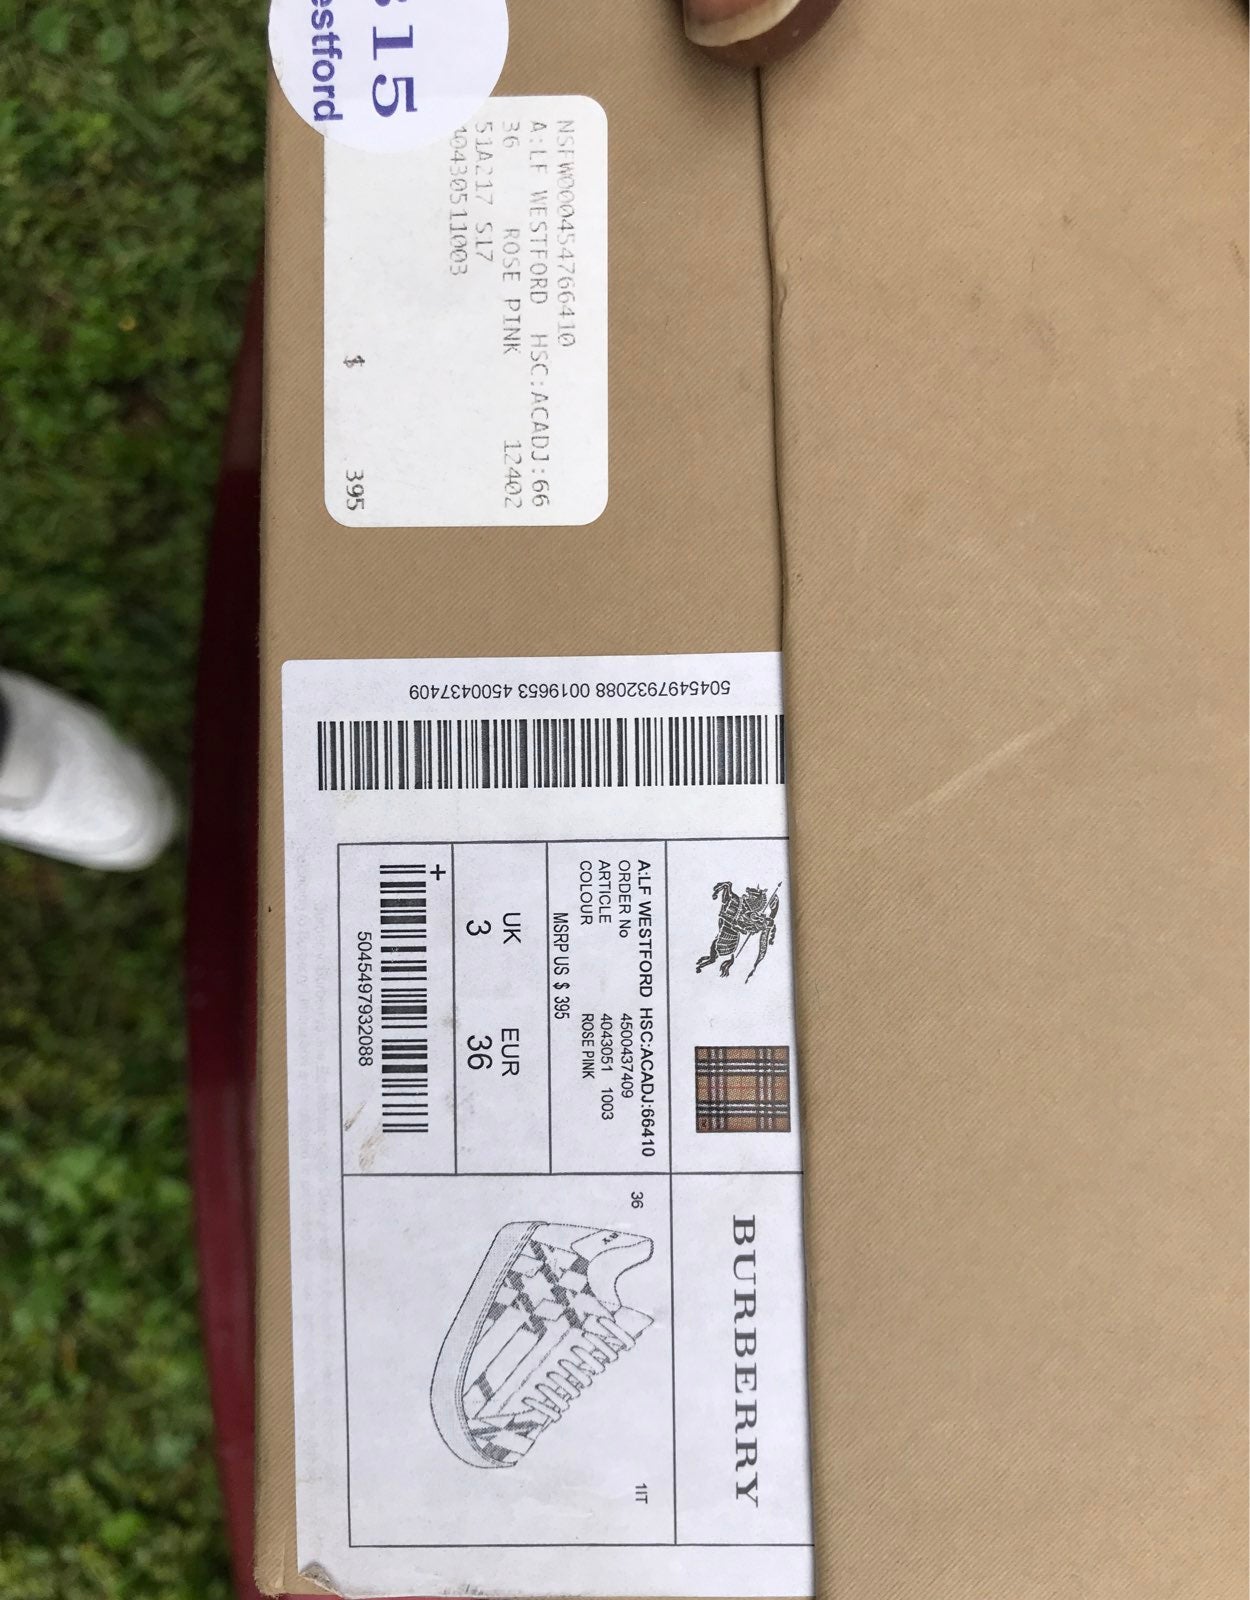 15
estford
NSFW000454766410
A:LF WESTFORD HSC:ACADJ:66
36 ROSE PINK 12402
51A217 S17
40430511003
$ 395
5045497932088 0019653 4500437409
BURBERRY
A:LF WESTFORD HSC:ACADJ:66410
ORDER No 4500437409
ARTICLE 4043051 1003
COLOUR ROSE PINK
MSRP US $ 395
UK EUR
3 36
+
5045497932088
36 1IT